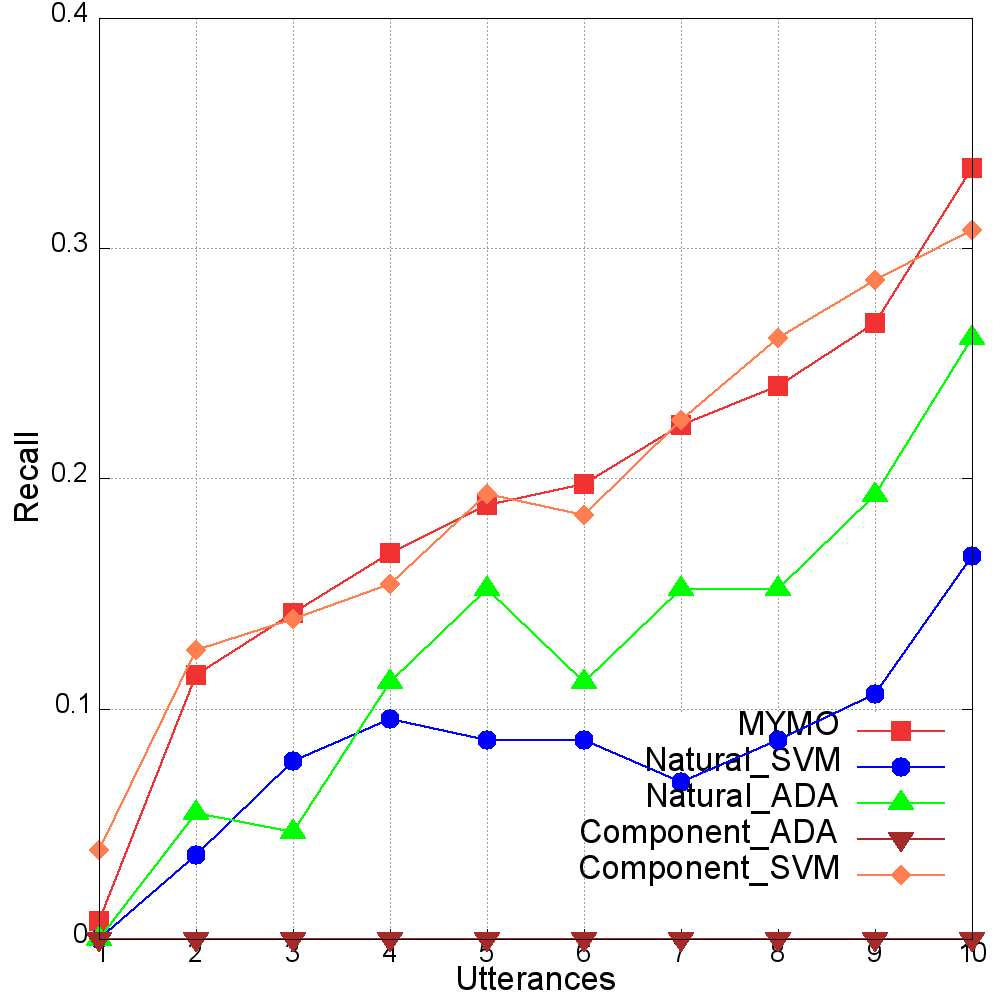 0.4
0.3
0.2
0.1
0
Recall
MYMO
Natural_SVM
Natural_ADA
Component_ADA
Component_SVM
1 2 3 4 5 6 7 8 9 10
Utterances